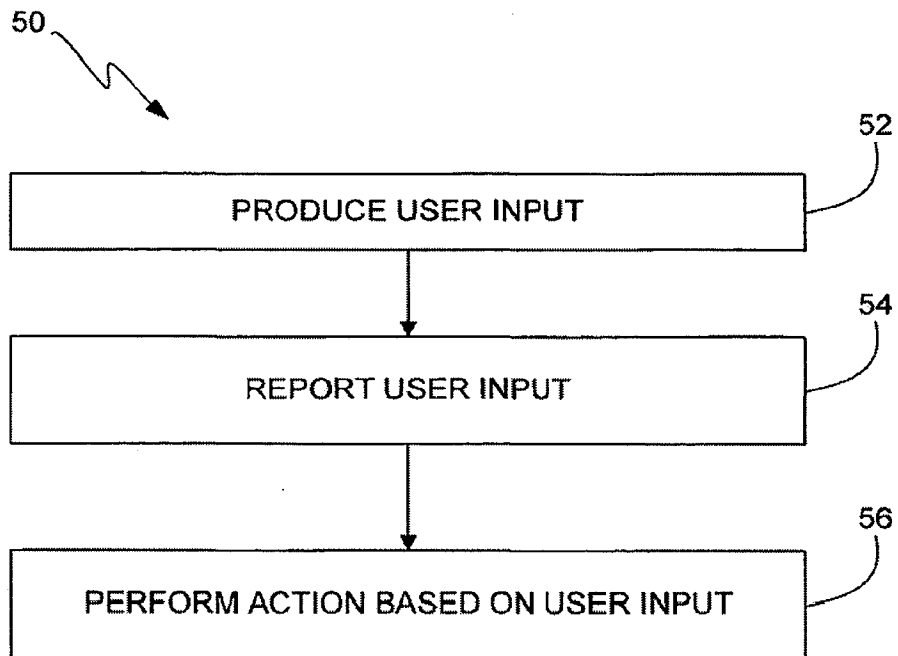 50
52
PRODUCE USER INPUT
54
REPORT USER INPUT
56
PERFORM ACTION BASED ON USER INPUT